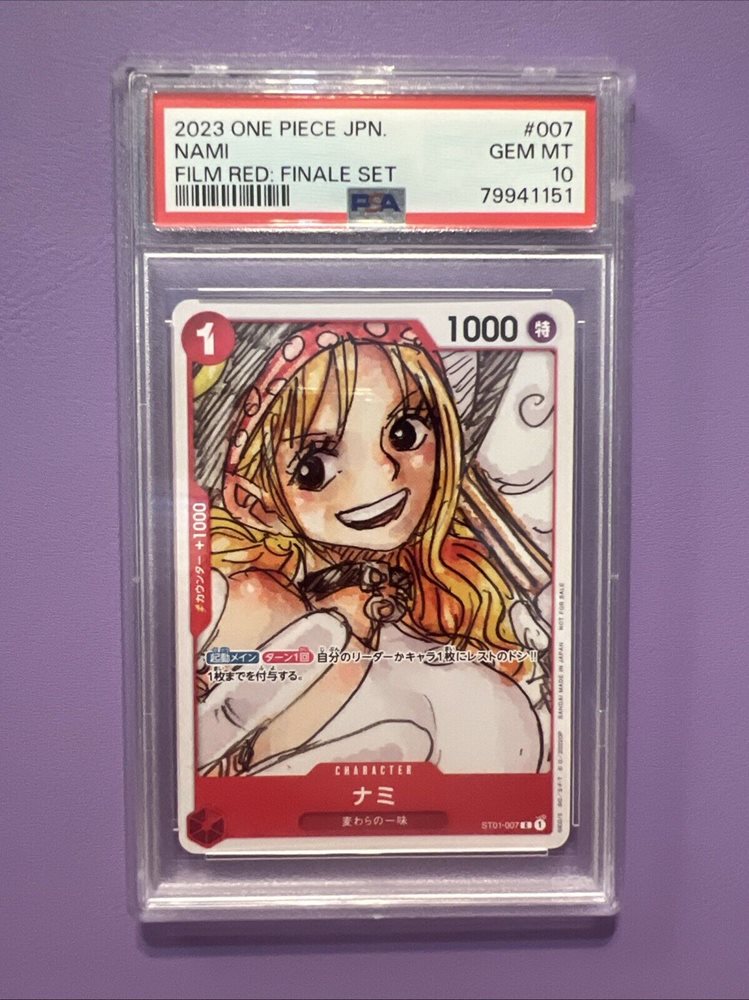 2023 ONE PIECE JPN. #007
NAMI GEM MT
FILM RED: FINALE SET 10
PSA 79941151
1 1000 特
カウンター +1000
起動メイン ターン1回 自分のリーダーかキャラ1枚にレストのドン!!
1枚までを付与する。
CHARACTER
ナミ
麦わらの一味
ST01-007 C 1
BANDAI MADE IN JAPAN NOT FOR SALE